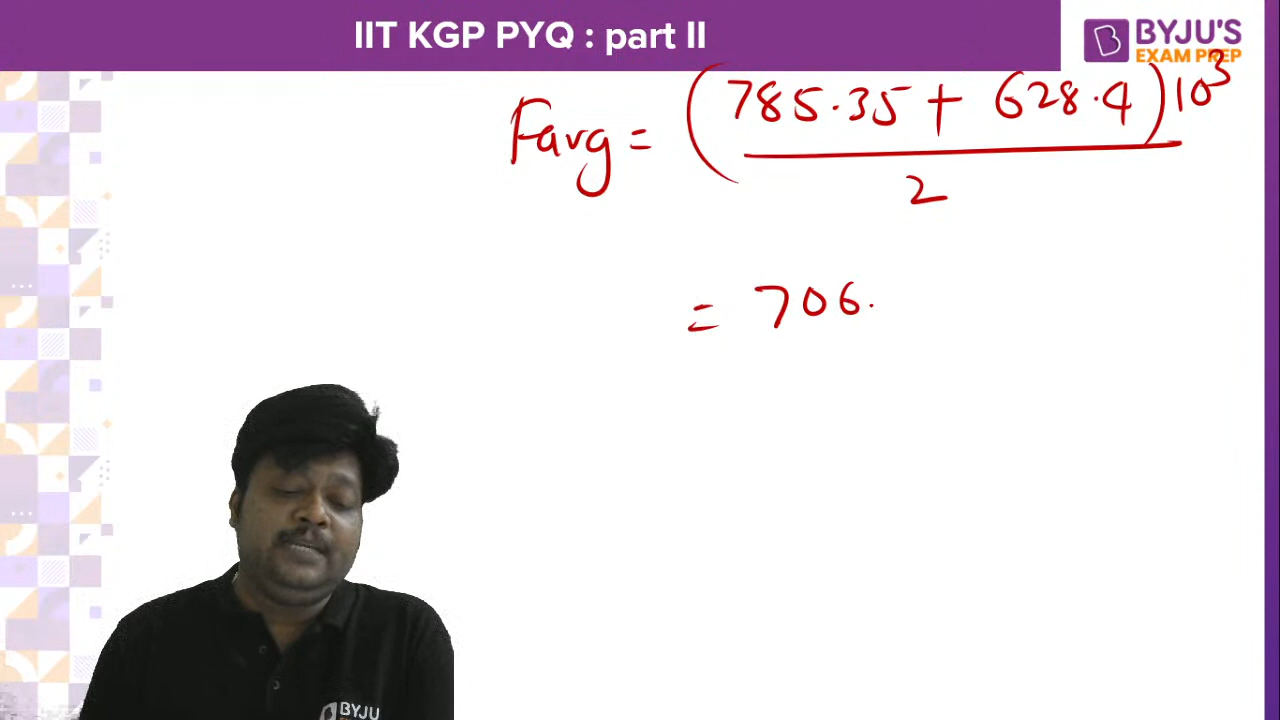 IIT KGP PYQ : part II
BYJU'S
EXAM PREP
Favg = (785.35 + 628.4)10³
2
= 706.
BYJU